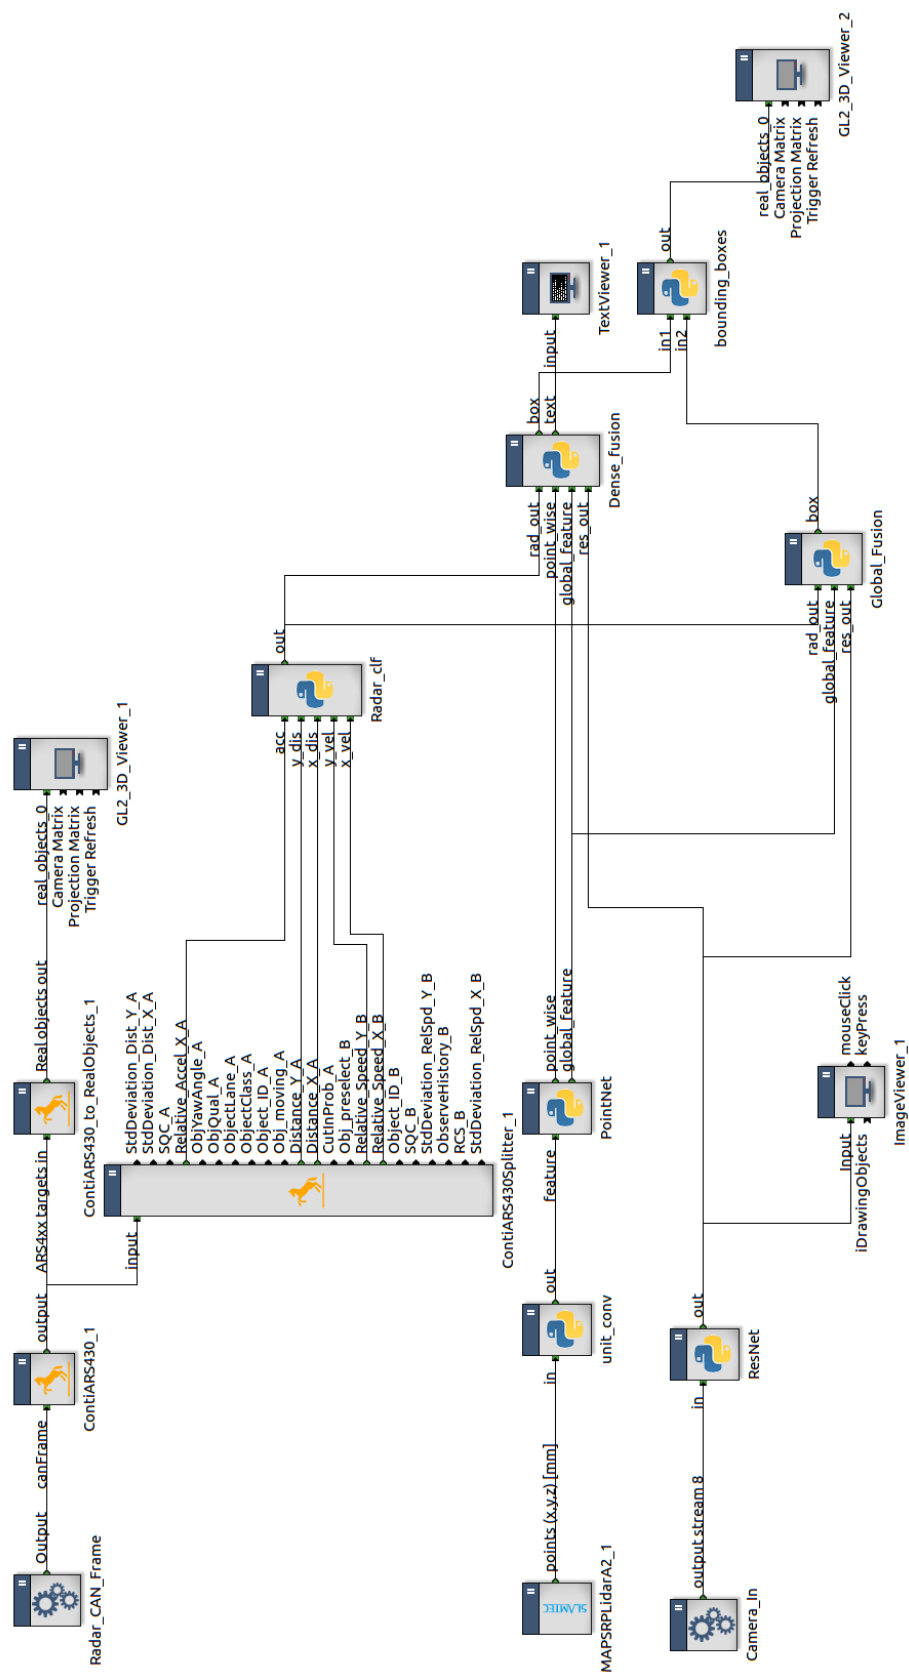 Radar_CAN_Frame
Output
canFrame
ContiARS430_1
output
ARS4xx targets in
ContiARS430_to_RealObjects_1
Real objects out
real_objects_0
Camera Matrix
Projection Matrix
Trigger Refresh
GL2_3D_Viewer_1
input
ContiARS430Splitter_1
StdDeviation_Dist_Y_A
StdDeviation_Dist_X_A
SQC_A
Relative_Accel_X_A
ObjYawAngle_A
ObjQual_A
ObjectLane_A
ObjectClass_A
Object_ID_A
Obj_moving_A
Distance_Y_A
Distance_X_A
CutInProb_A
Obj_preselect_B
Relative_Speed_Y_B
Relative_Speed_X_B
Object_ID_B
SQC_B
StdDeviation_RelSpd_Y_B
ObserveHistory_B
RCS_B
StdDeviation_RelSpd_X_B
acc
y_dis
x_dis
y_vel
x_vel
Radar_clf
out
SLAMTEC
MAPSRPLidarA2_1
points (x,y,z) [mm]
in
unit_conv
out
feature
PointNet
point_wise
global_feature
rad_out
point_wise
global_feature
res_out
Dense_fusion
box
text
input
TextViewer_1
Camera_In
output stream 8
in
ResNet
out
Input
iDrawingObjects
ImageViewer_1
mouseClick
keyPress
rad_out
global_feature
res_out
Global_Fusion
box
in1
in2
bounding_boxes
out
real_objects_0
Camera Matrix
Projection Matrix
Trigger Refresh
GL2_3D_Viewer_2